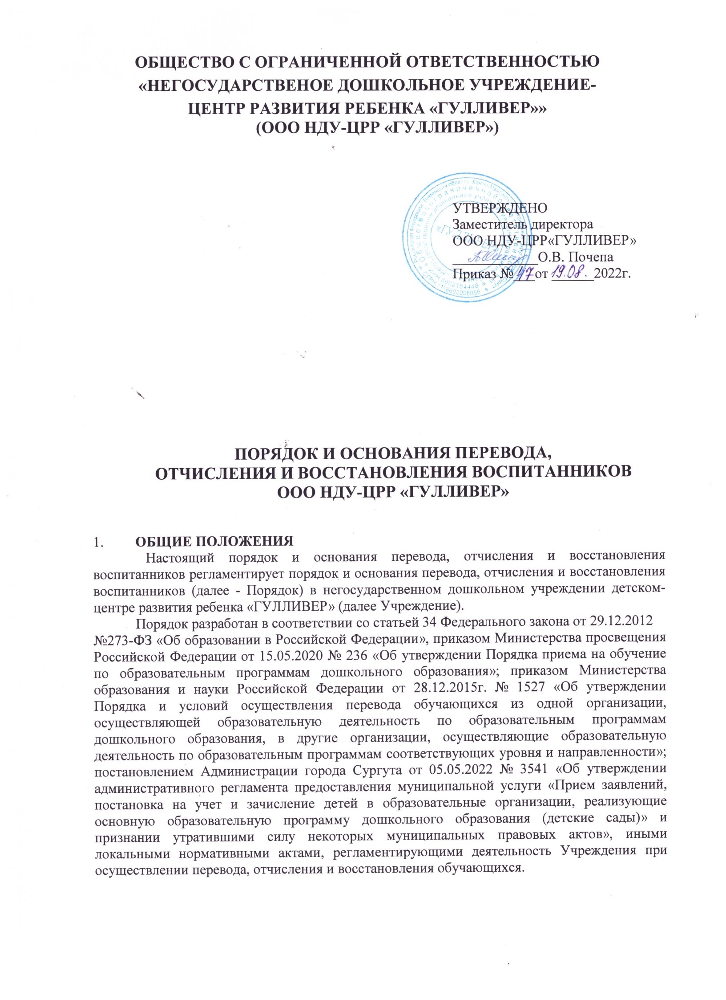 ОБЩЕСТВО С ОГРАНИЧЕННОЙ ОТВЕТСТВЕННОСТЬЮ
«НЕГОСУДАРСТВЕНОЕ ДОШКОЛЬНОЕ УЧРЕЖДЕНИЕ-
ЦЕНТР РАЗВИТИЯ РЕБЕНКА «ГУЛЛИВЕР»»
(ООО НДУ-ЦРР «ГУЛЛИВЕР»)
УТВЕРЖДЕНО
Заместитель директора
ООО НДУ-ЦРР«ГУЛЛИВЕР»
____________О.В. Почепа
Приказ № 47 от 19.08. 2022г.
«ГУЛЛИВЕР»
ИНН 8602184448
ОГРН 1118602008656
ПОРЯДОК И ОСНОВАНИЯ ПЕРЕВОДА,
ОТЧИСЛЕНИЯ И ВОССТАНОВЛЕНИЯ ВОСПИТАННИКОВ
ООО НДУ-ЦРР «ГУЛЛИВЕР»
1. ОБЩИЕ ПОЛОЖЕНИЯ
Настоящий порядок и основания перевода, отчисления и восстановления
воспитанников регламентирует порядок и основания перевода, отчисления и восстановления
воспитанников (далее - Порядок) в негосударственном дошкольном учреждении детском-
центре развития ребенка «ГУЛЛИВЕР» (далее Учреждение).
Порядок разработан в соответствии со статьей 34 Федерального закона от 29.12.2012
№273-ФЗ «Об образовании в Российской Федерации», приказом Министерства просвещения
Российской Федерации от 15.05.2020 № 236 «Об утверждении Порядка приема на обучение
по образовательным программам дошкольного образования»; приказом Министерства
образования и науки Российской Федерации от 28.12.2015г. № 1527 «Об утверждении
Порядка и условий осуществления перевода обучающихся из одной организации,
осуществляющей образовательную деятельность по образовательным программам
дошкольного образования, в другие организации, осуществляющие образовательную
деятельность по образовательным программам соответствующих уровня и направленности»;
постановлением Администрации города Сургута от 05.05.2022 № 3541 «Об утверждении
административного регламента предоставления муниципальной услуги «Прием заявлений,
постановка на учет и зачисление детей в образовательные организации, реализующие
основную образовательную программу дошкольного образования (детские сады)» и
признании утратившими силу некоторых муниципальных правовых актов», иными
локальными нормативными актами, регламентирующими деятельность Учреждения при
осуществлении перевода, отчисления и восстановления обучающихся.